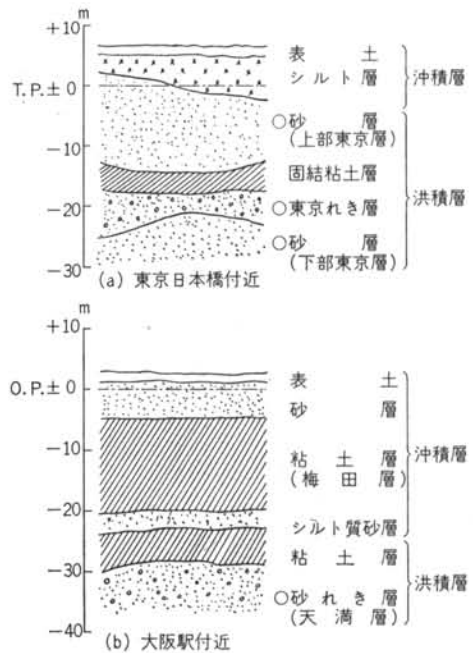 m
+10
T.P.±0
−10
−20
−30
表土
シルト層
沖積層
○砂層
(上部東京層)
固結粘土層
○東京れき層
○砂層
(下部東京層)
洪積層
(a) 東京日本橋付近
m
+10
O.P.±0
−10
−20
−30
−40
表土
砂層
粘土層
(梅田層)
シルト質砂層
沖積層
粘土層
○砂れき層
(天満層)
洪積層
(b) 大阪駅付近